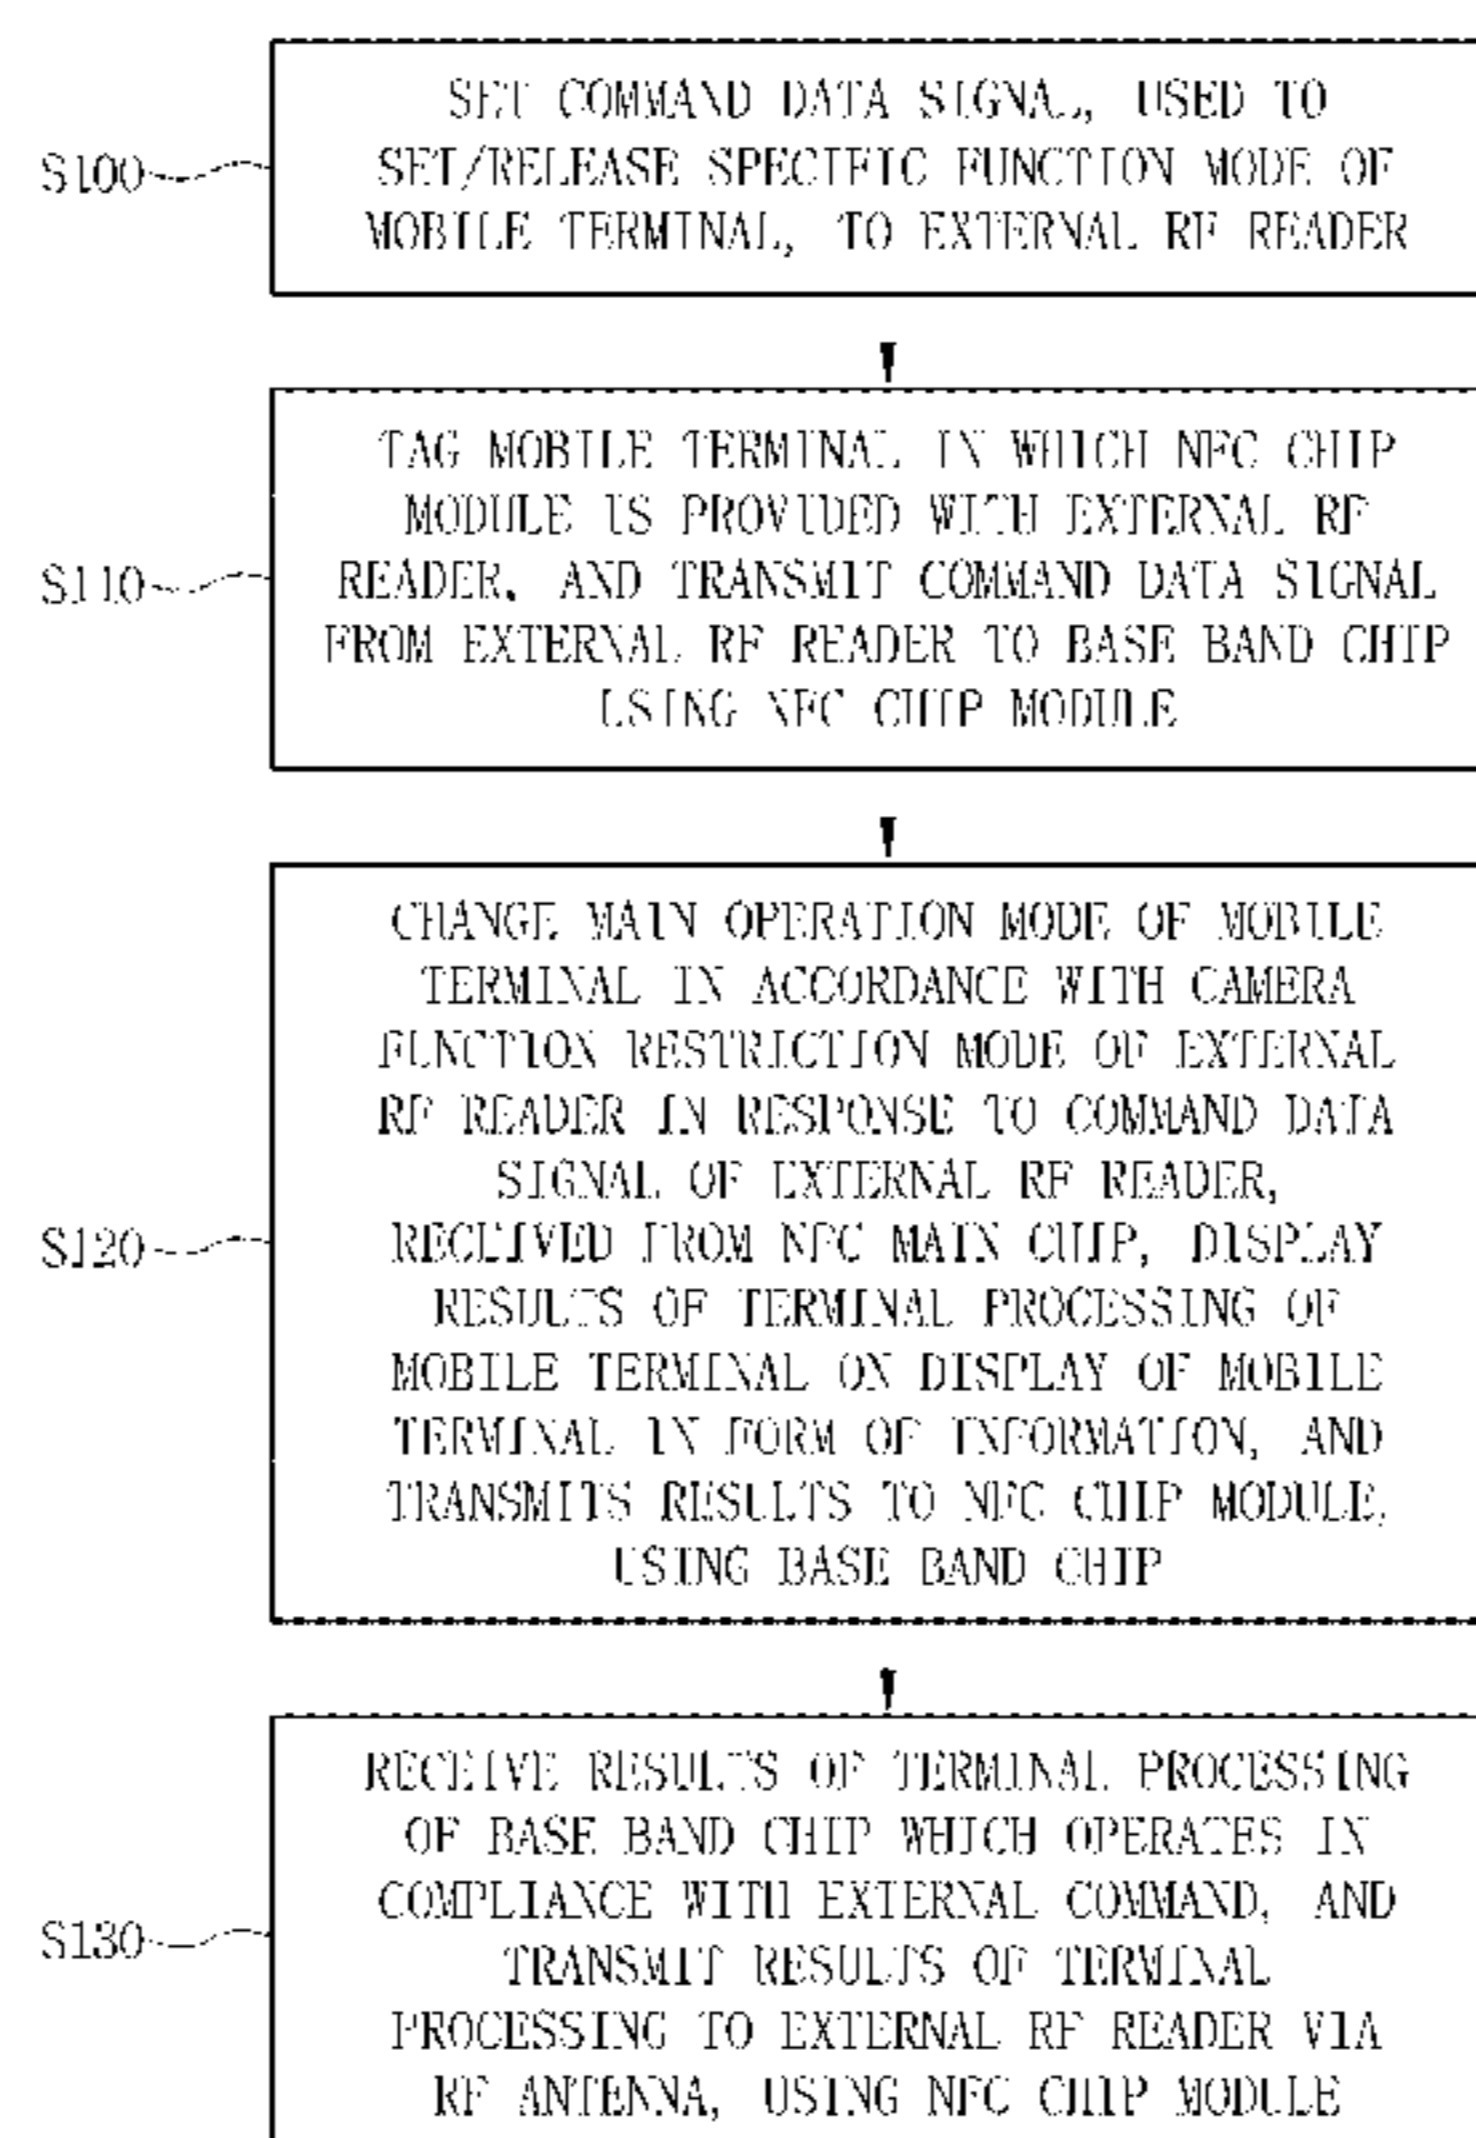 SET COMMAND DATA SIGNAL, USED TO
S100
SET/RELEASE SPECIFIC FUNCTION MODE OF
MOBILE TERMINAL, TO EXTERNAL RF READER
TAG MOBILE TERMINAL IN WHICH NFC CHIP
MODULE IS PROVIDED WITH EXTERNAL RF
S110
READER, AND TRANSMIT COMMAND DATA SIGNAL
FROM EXTERNAL RF READER TO BASE BAND CHIP
USING NFC CHIP MODULE
CHANGE MAIN OPERATION MODE OF MOBILE
TERMINAL IN ACCORDANCE WITH CAMERA
FUNCTION RESTRICTION MODE OF EXTERNAL
RF READER IN RESPONSE TO COMMAND DATA
SIGNAL OF EXTERNAL RF READER,
S120
RECEIVED FROM NFC MAIN CHIP, DISPLAY
RESULTS OF TERMINAL PROCESSING OF
MOBILE TERMINAL ON DISPLAY OF MOBILE
TERMINAL IN FORM OF INFORMATION, AND
TRANSMITS RESULTS TO NFC CHIP MODULE,
USING BASE BAND CHIP
RECEIVE RESULTS OF TERMINAL PROCESSING
OF BASE BAND CHIP WHICH OPERATES IN
COMPLIANCE WITH EXTERNAL COMMAND, AND
S130
TRANSMIT RESULTS OF TERMINAL
PROCESSING TO EXTERNAL RF READER VIA
RF ANTENNA, USING NFC CHIP MODULE